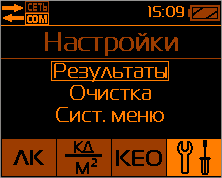 СЕТЬ 15:09
COM
Настройки
Результаты
Очистка
Сист. меню
ЛК кд/м² КЕО